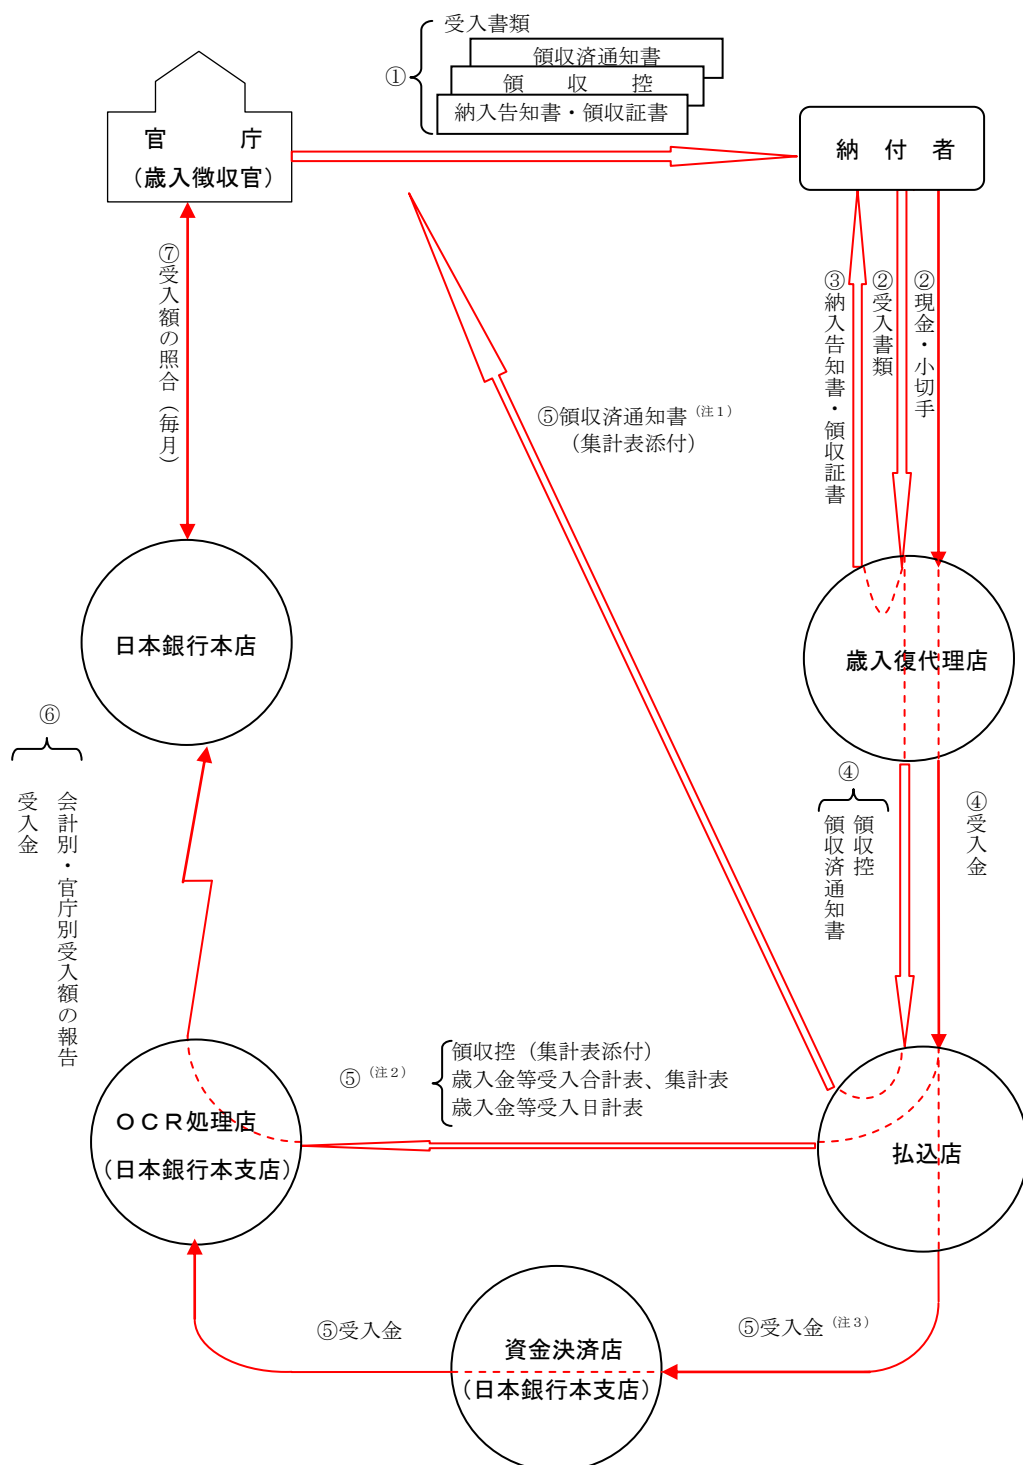 受入書類
①
領収済通知書
領　収　控
納入告知書・領収証書
官　　庁
（歳入徴収官）
納　付　者
⑦受入額の照合（毎月）
③納入告知書・領収証書
②受入書類
②現金・小切手
⑤領収済通知書（注１）
（集計表添付）
日本銀行本店
歳入復代理店
⑥
会計別・官庁別受入額の報告
受入金
④
領収控
領収済通知書
④受入金
⑤（注２）
領収控（集計表添付）
歳入金等受入合計表、集計表
歳入金等受入日計表
ＯＣＲ処理店
（日本銀行本支店）
払込店
⑤受入金
⑤受入金（注３）
資金決済店
（日本銀行本支店）